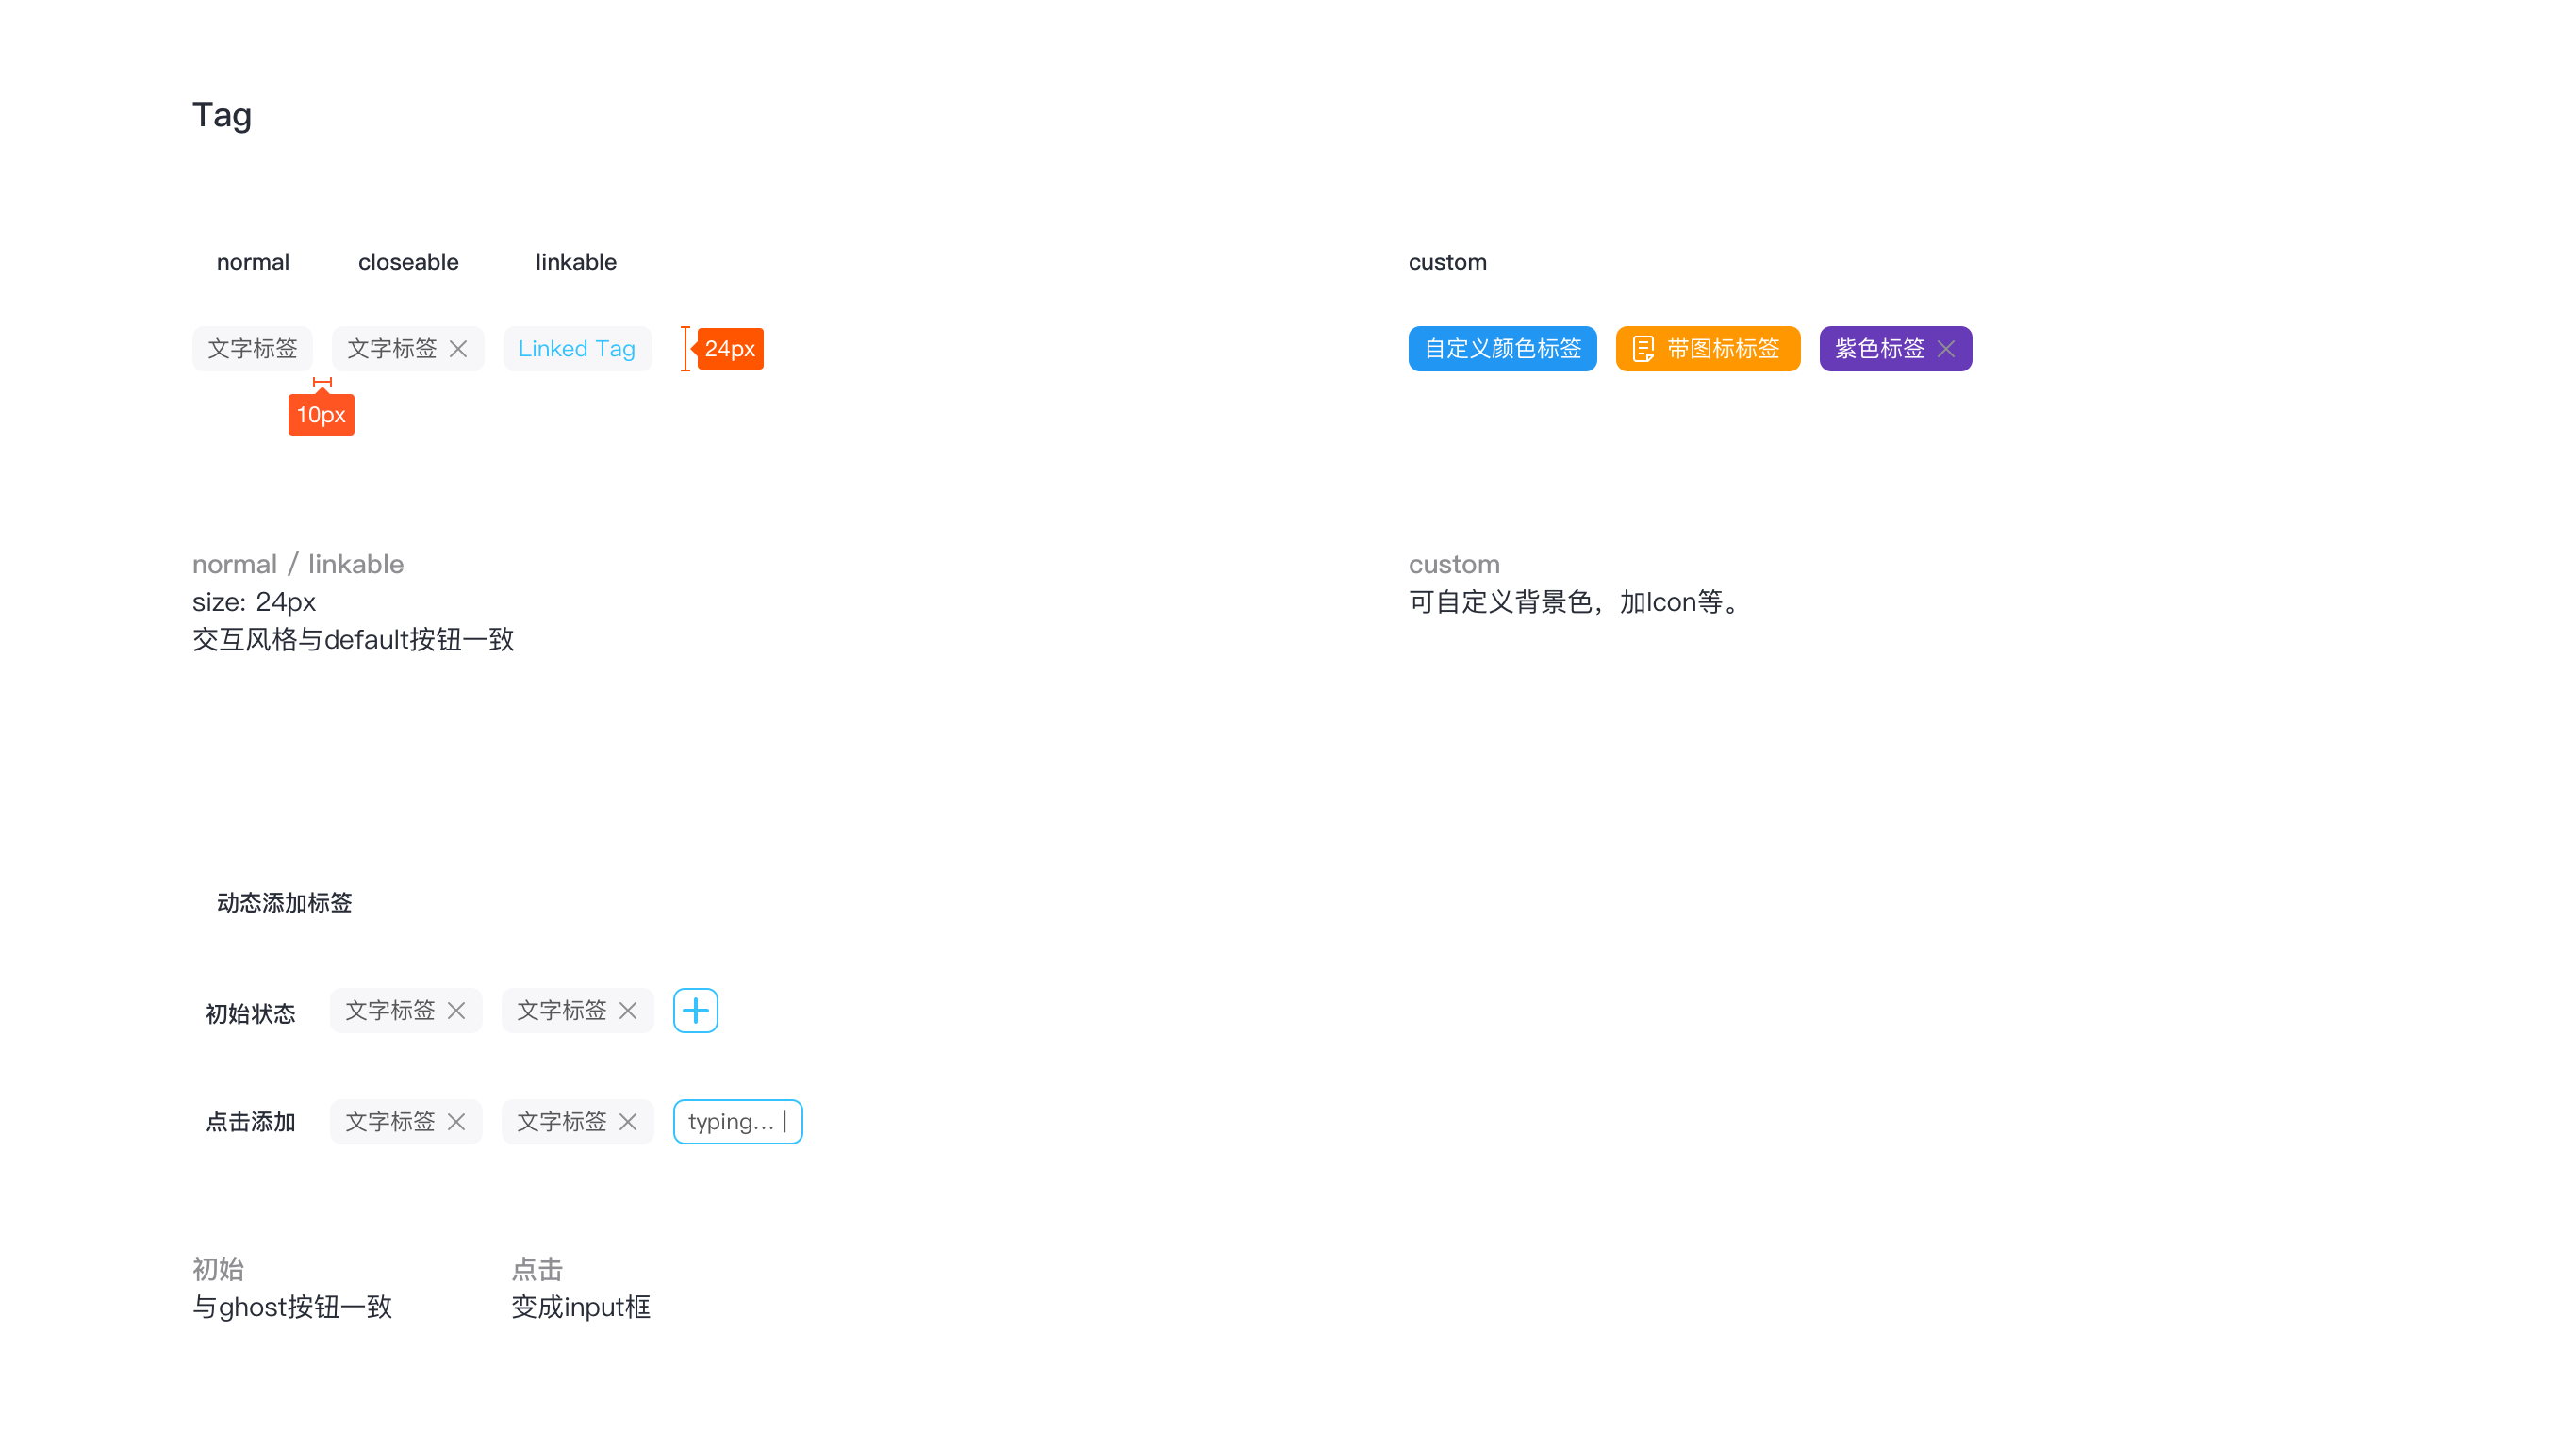 Tag
normal
closeable
linkable
文字标签
文字标签
Linked Tag
24px
10px
normal / linkable
size: 24px
交互风格与default按钮一致
custom
自定义颜色标签
带图标标签
紫色标签
custom
可自定义背景色，加Icon等。
动态添加标签
初始状态
文字标签
文字标签
点击添加
文字标签
文字标签
typing... |
初始
与ghost按钮一致
点击
变成input框